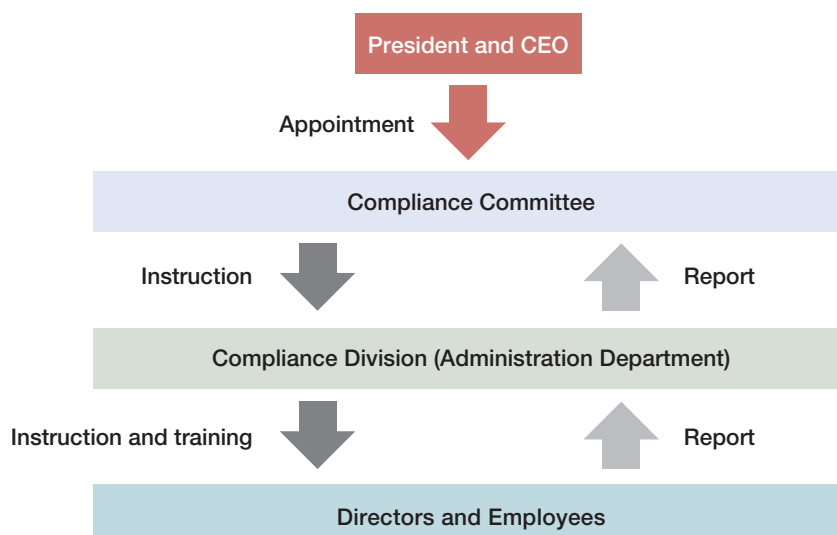 President and CEO
Appointment
Compliance Committee
Instruction
Report
Compliance Division (Administration Department)
Instruction and training
Report
Directors and Employees